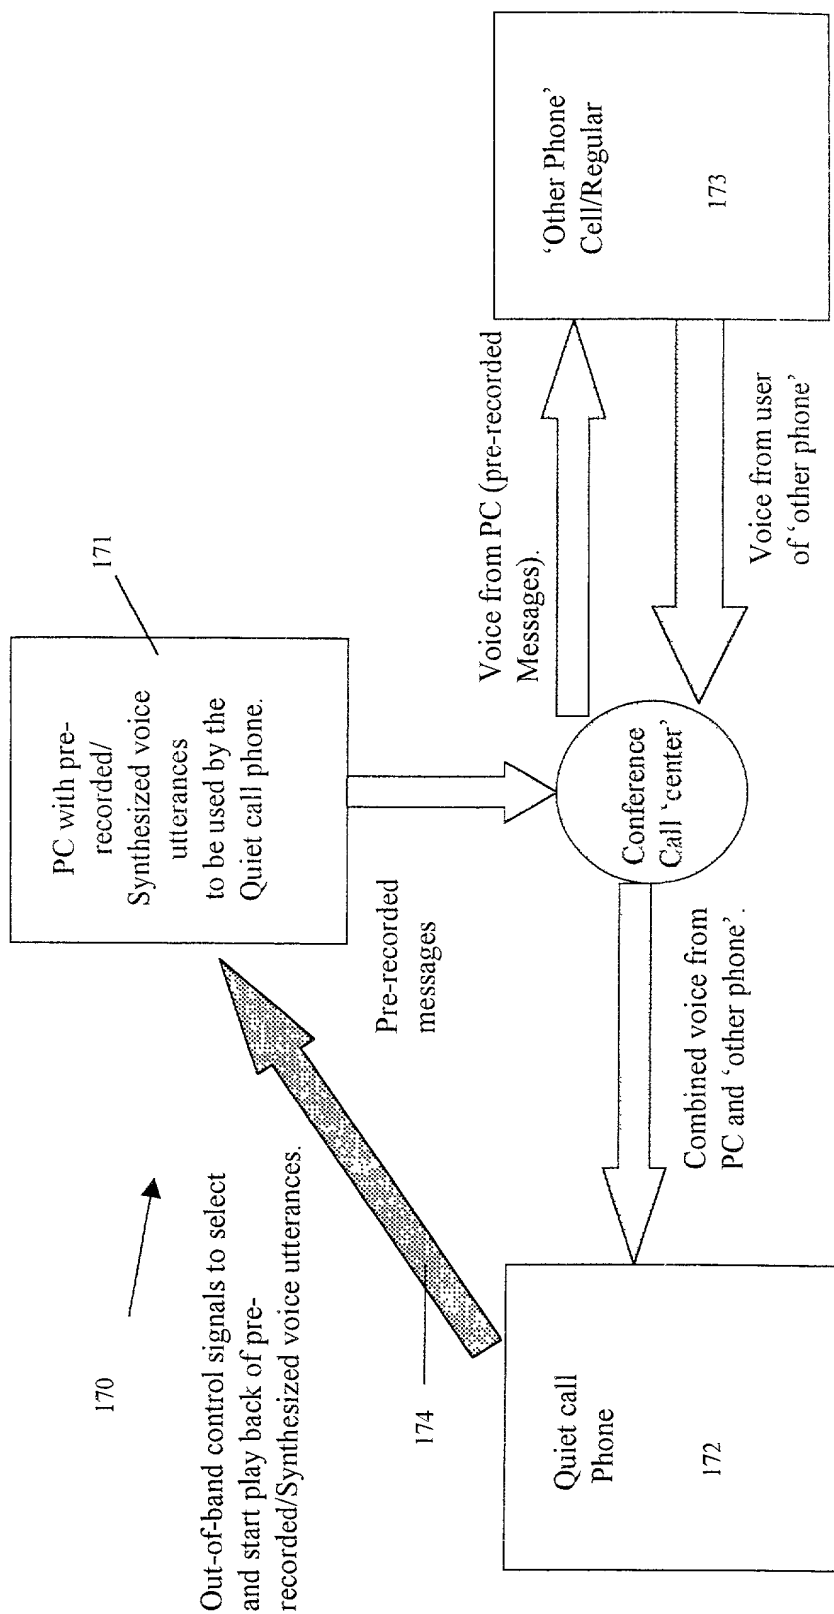 170
Out-of-band control signals to select
and start play back of pre-
recorded/Synthesized voice utterances.
174
PC with pre-
recorded/
Synthesized voice
utterances
to be used by the
Quiet call phone.
171
Pre-recorded
messages
Quiet call
Phone
172
Combined voice from
PC and ‘other phone’.
Conference
Call ‘center’
Voice from PC (pre-recorded
Messages).
Voice from user
of ‘other phone’
‘Other Phone’
Cell/Regular
173